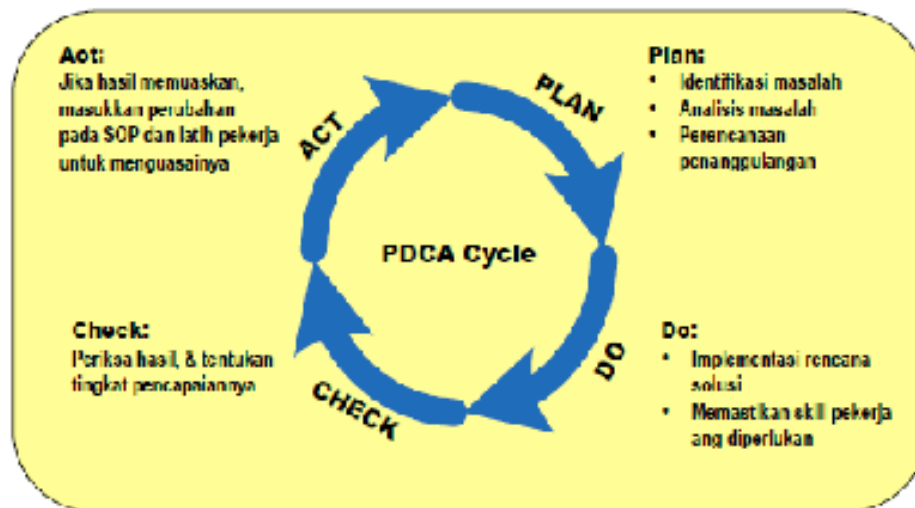 Act:
Jika hasil memuaskan,
masukkan perubahan
pada SOP dan latih pekerja
untuk menguasainya
PLAN
ACT
Plan:
• Identifikasi masalah
• Analisis masalah
• Perencanaan
penanggulangan
PDCA Cycle
Check:
Periksa hasil, & tentukan
tingkat pencapaiannya
CHECK
DO
Do:
• Implementasi rencana
solusi
• Memastikan skill pekerja
ang diperlukan